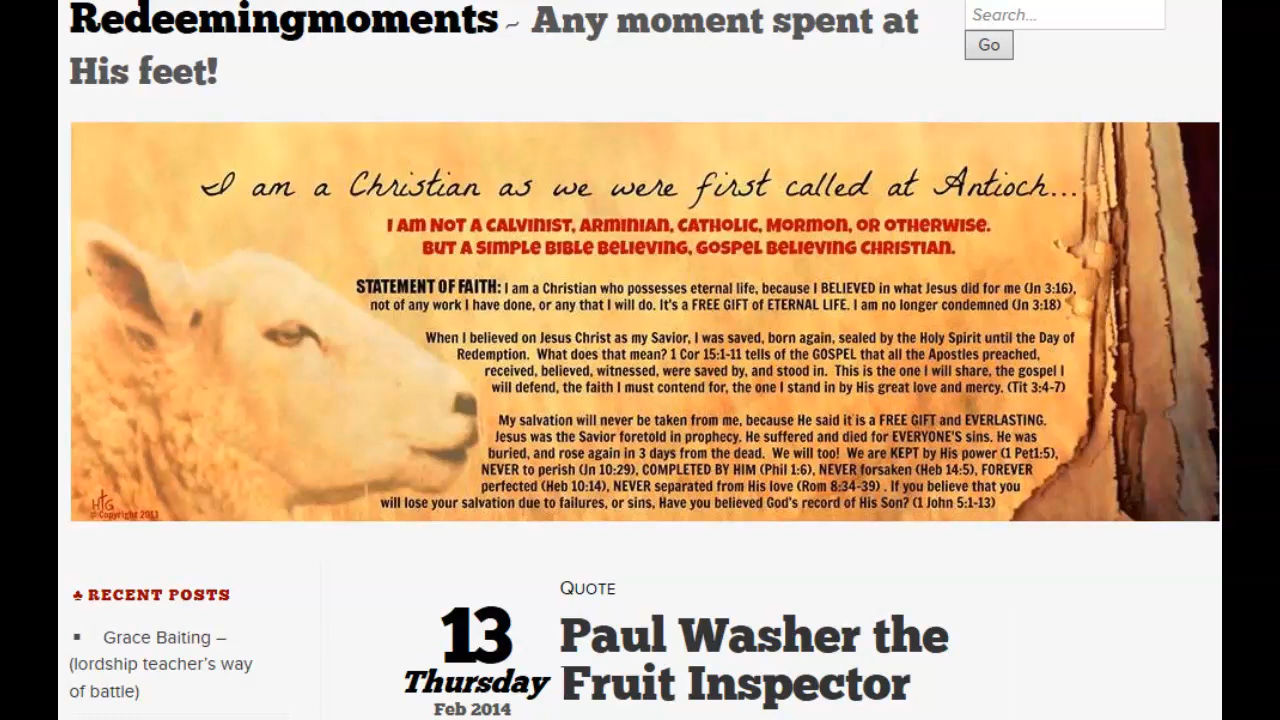 Redeemingmoments ~ Any moment spent at
His feet!
Search...
Go
I am a Christian as we were first called at Antioch...
I AM NOT A CALVINIST, ARMINIAN, CATHOLIC, MORMON, OR OTHERWISE.
BUT A SIMPLE BIBLE BELIEVING, GOSPEL BELIEVING CHRISTIAN.
STATEMENT OF FAITH: I am a Christian who possesses eternal life, because I BELIEVED in what Jesus did for me (Jn 3:16),
not of any work I have done, or any that I will do. It's a FREE GIFT of ETERNAL LIFE. I am no longer condemned (Jn 3:18)
When I believed on Jesus Christ as my Savior, I was saved, born again, sealed by the Holy Spirit until the Day of
Redemption. What does that mean? 1 Cor 15:1-11 tells of the GOSPEL that all the Apostles preached,
received, believed, witnessed, were saved by, and stood in. This is the one I will share, the gospel I
will defend, the faith I must contend for, the one I stand in by His great love and mercy. (Tit 3:4-7)
My salvation will never be taken from me, because He said it is a FREE GIFT and EVERLASTING.
Jesus was the Savior foretold in prophecy. He suffered and died for EVERYONE'S sins. He was
buried, and rose again in 3 days from the dead. We will too! We are KEPT by His power (1 Pet1:5),
NEVER to perish (Jn 10:29), COMPLETED BY HIM (Phil 1:6), NEVER forsaken (Heb 14:5), FOREVER
perfected (Heb 10:14), NEVER separated from His love (Rom 8:34-39) . If you believe that you
will lose your salvation due to failures, or sins, Have you believed God's record of His Son? (1 John 5:1-13)
HTG
© Copyright 2013
♣ RECENT POSTS
▪ Grace Baiting –
(lordship teacher's way
of battle)
13
Thursday
Feb 2014
QUOTE
Paul Washer the
Fruit Inspector